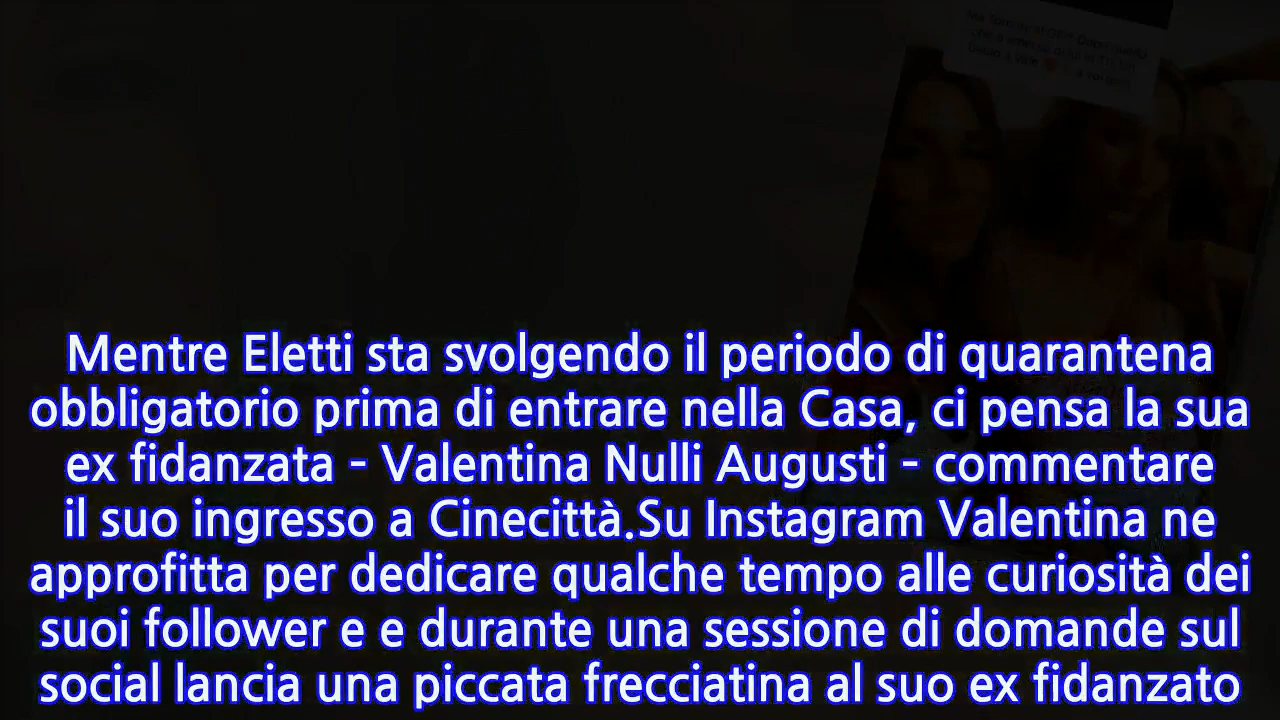 Mentre Eletti sta svolgendo il periodo di quarantena
obbligatorio prima di entrare nella Casa, ci pensa la sua
ex fidanzata - Valentina Nulli Augusti - commentare
il suo ingresso a Cinecittà.Su Instagram Valentina ne
approfitta per dedicare qualche tempo alle curiosità dei
suoi follower e e durante una sessione di domande sul
social lancia una piccata frecciatina al suo ex fidanzato